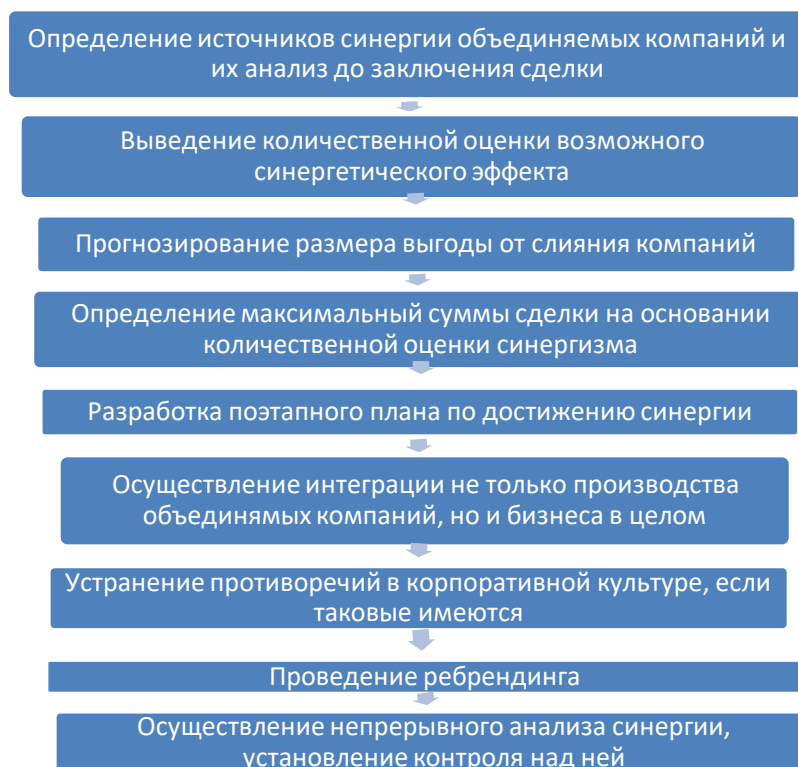 Определение источников синергии объединяемых компаний и
их анализ до заключения сделки
Выведение количественной оценки возможного
синергетического эффекта
Прогнозирование размера выгоды от слияния компаний
Определение максимальный суммы сделки на основании
количественной оценки синергизма
Разработка поэтапного плана по достижению синергии
Осуществление интеграции не только производства
объединямых компаний, но и бизнеса в целом
Устранение противоречий в корпоративной культуре, если
таковые имеются
Проведение ребрендинга
Осуществление непрерывного анализа синергии,
установление контроля над ней